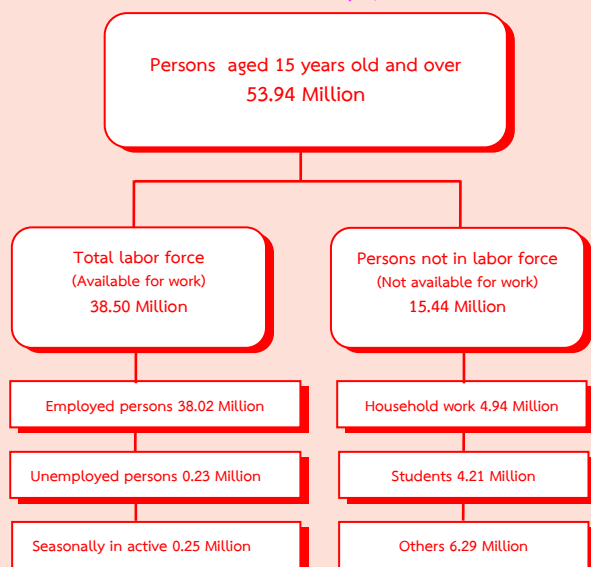 Persons aged 15 years old and over
53.94 Million
Total labor force
(Available for work)
38.50 Million
Persons not in labor force
(Not available for work)
15.44 Million
Employed persons 38.02 Million
Household work 4.94 Million
Unemployed persons 0.23 Million
Students 4.21 Million
Seasonally in active 0.25 Million
Others 6.29 Million